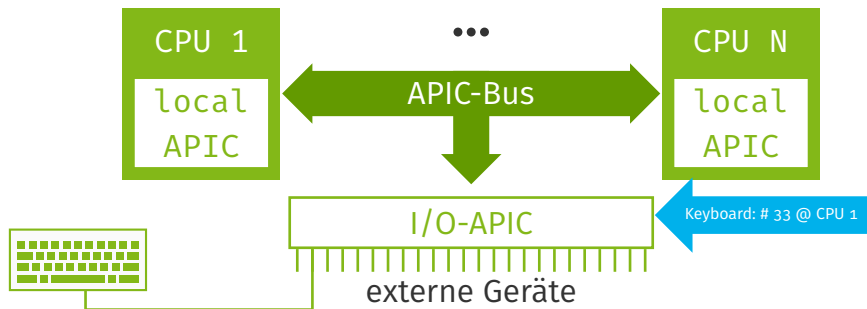 CPU 1
...
CPU N
local
APIC
APIC-Bus
local
APIC
I/O-APIC
Keyboard: # 33 @ CPU 1
externe Geräte